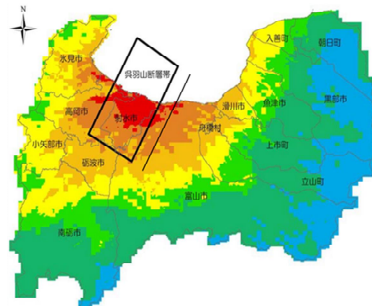 N
入善町
朝日町
氷見市
呉羽山断層帯
滑川市
魚津市
黒部市
高岡市
射水市
舟橋村
小矢部市
上市町
砺波市
立山町
富山市
南砺市